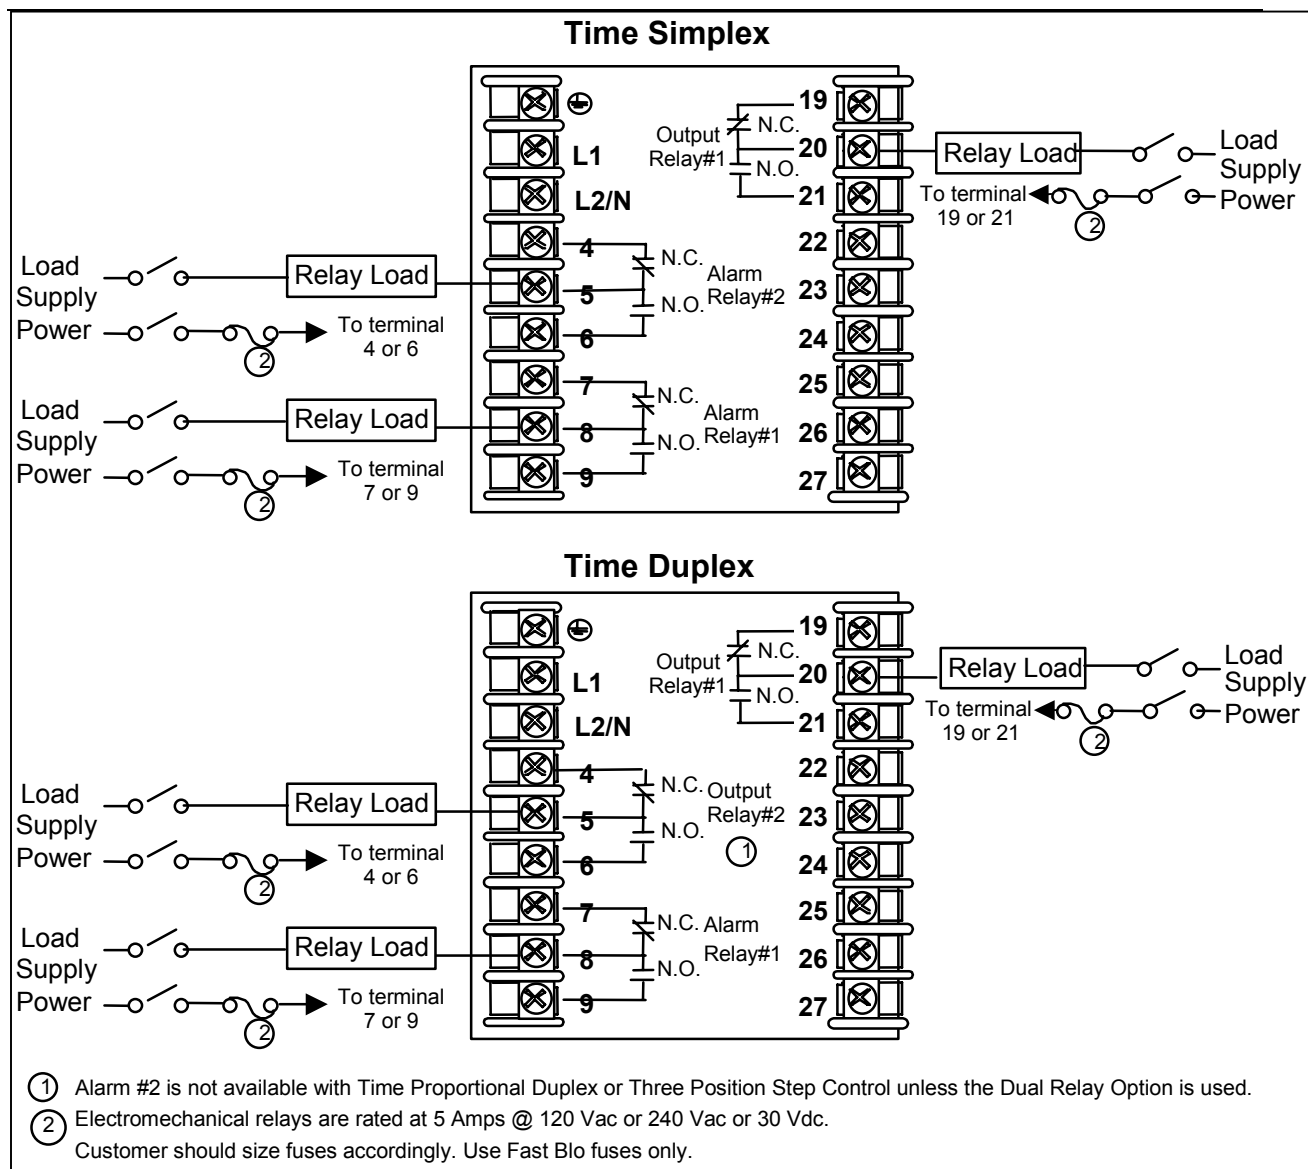 Time Simplex
L1
L2/N
4
5
6
7
8
9
N.C.
N.O.
Alarm
Relay#2
N.C.
N.O.
Alarm
Relay#1
Output
Relay#1
N.C.
N.O.
19
20
21
22
23
24
25
26
27
Load
Supply
Power
Relay Load
2
To terminal
4 or 6
Load
Supply
Power
Relay Load
2
To terminal
7 or 9
Relay Load
Load
Supply
Power
To terminal
19 or 21
2
Time Duplex
L1
L2/N
4
5
6
7
8
9
N.C.
N.O.
Output
Relay#2
1
N.C.
N.O.
Alarm
Relay#1
Output
Relay#1
N.C.
N.O.
19
20
21
22
23
24
25
26
27
Load
Supply
Power
Relay Load
2
To terminal
4 or 6
Load
Supply
Power
Relay Load
2
To terminal
7 or 9
Relay Load
Load
Supply
Power
To terminal
19 or 21
2
1 Alarm #2 is not available with Time Proportional Duplex or Three Position Step Control unless the Dual Relay Option is used.
2 Electromechanical relays are rated at 5 Amps @ 120 Vac or 240 Vac or 30 Vdc.
Customer should size fuses accordingly. Use Fast Blo fuses only.